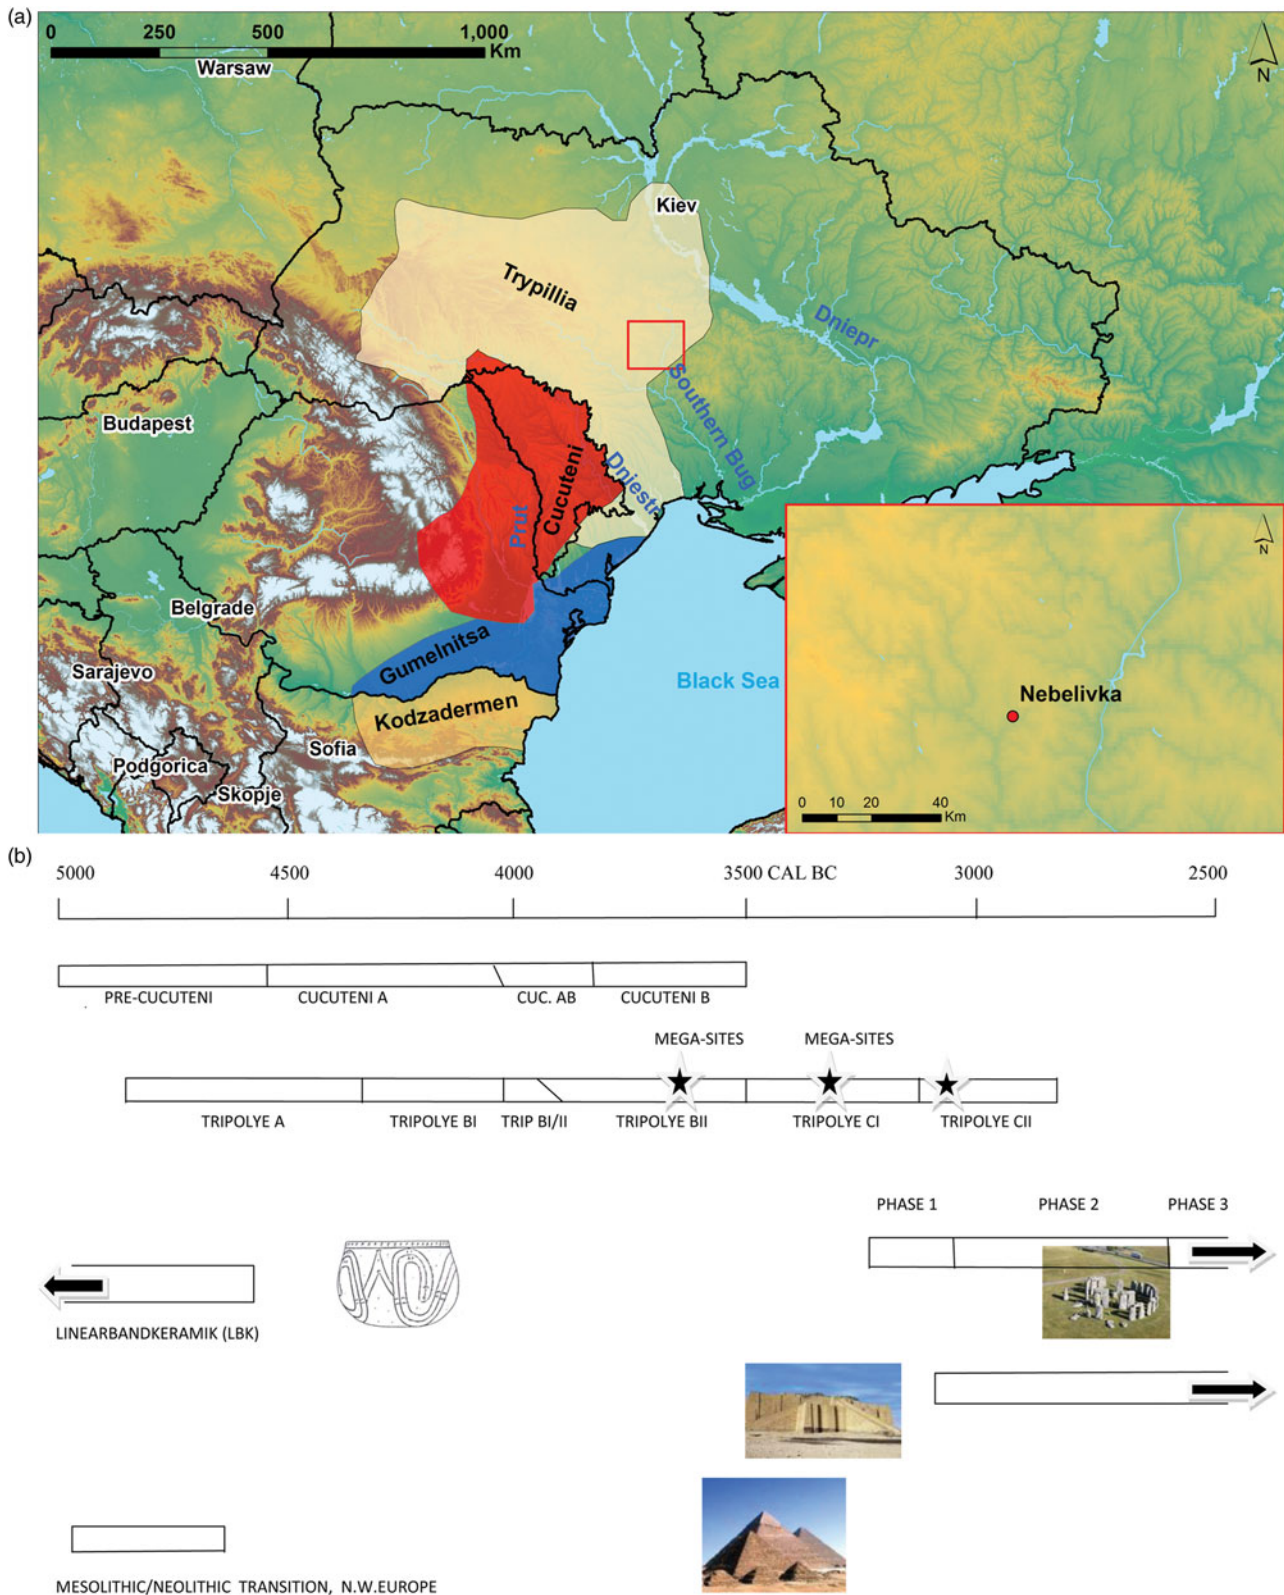 (a)
0 250 500 1,000
Km
Warsaw
N
Kiev
Trypillia
Dniepr
Southern Bug
Budapest
Cucuteni
Dniestr
Prut
Belgrade
Gumelnitsa
Sarajevo
Black Sea
Kodzadermen
Nebelivka
Sofia
Podgorica
Skopje
N
0 10 20 40
Km
(b)
5000 4500 4000 3500 CAL BC 3000 2500
PRE-CUCUTENI CUCUTENI A CUC. AB CUCUTENI B
MEGA-SITES MEGA-SITES
TRIPOLYE A TRIPOLYE BI TRIP BI/II TRIPOLYE BII TRIPOLYE CI TRIPOLYE CII
PHASE 1 PHASE 2 PHASE 3
LINEARBANDKERAMIK (LBK)
MESOLITHIC/NEOLITHIC TRANSITION, N.W.EUROPE